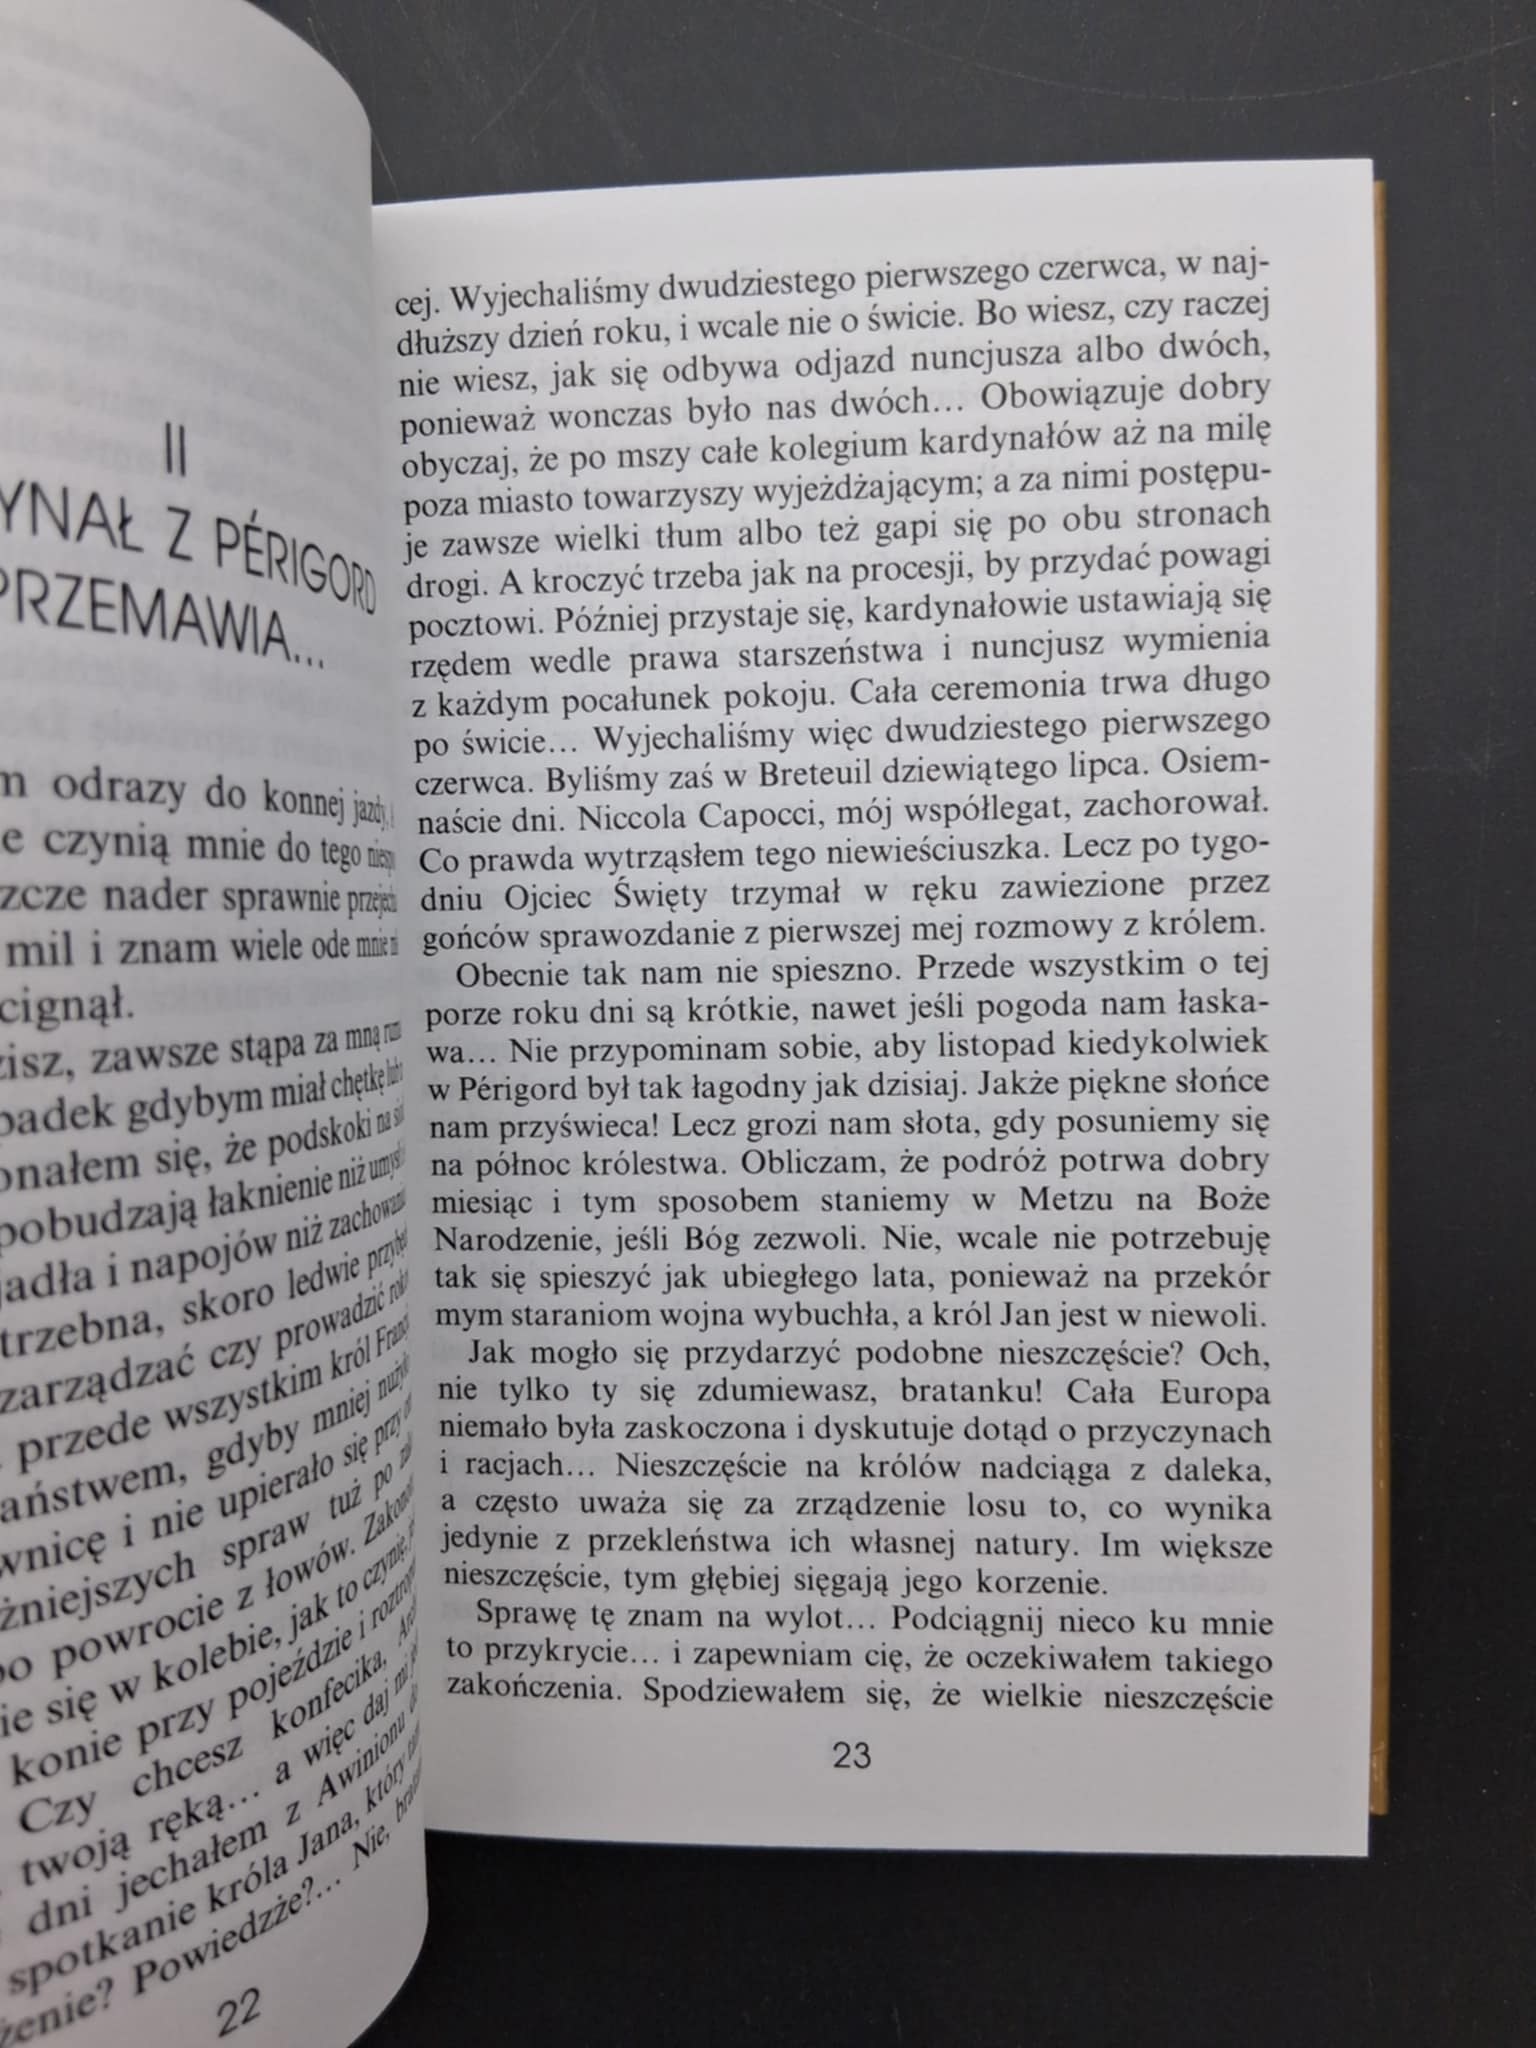 II
YNAŁ Z PÉRIGORD
PRZEMAWIA...
odrazy do konnej jazdy,
czynią mnie do tego
nader sprawnie
mil i znam wiele ode mnie
cignął.
zawsze stąpa za mną
gdybym miał chętkę
się, że podskoki na
pobudzają łaknienie niż
jadła i napojów niż
skoro ledwie
zarządzać czy prowadzić
przede wszystkim król
gdyby mniej
i nie upierało się przy
spraw tuż po
powrocie z łowów.
się w kolebie, jak to czynię,
konie przy pojeździe i
Czy chcesz konfecika,
twoją ręką... a więc daj mi
dni jechałem z Awinionu
spotkanie króla Jana, który
Powiedzże?... Nie,
22
cej. Wyjechaliśmy dwudziestego pierwszego czerwca, w naj-
dłuższy dzień roku, i wcale nie o świcie. Bo wiesz, czy raczej
nie wiesz, jak się odbywa odjazd nuncjusza albo dwóch,
ponieważ wonczas było nas dwóch... Obowiązuje dobry
obyczaj, że po mszy całe kolegium kardynałów aż na milę
poza miasto towarzyszy wyjeżdżającym; a za nimi postępu-
je zawsze wielki tłum albo też gapi się po obu stronach
drogi. A kroczyć trzeba jak na procesji, by przydać powagi
pocztowi. Później przystaje się, kardynałowie ustawiają się
rzędem wedle prawa starszeństwa i nuncjusz wymienia
z każdym pocałunek pokoju. Cała ceremonia trwa długo
po świcie... Wyjechaliśmy więc dwudziestego pierwszego
czerwca. Byliśmy zaś w Breteuil dziewiątego lipca. Osiem-
naście dni. Niccola Capocci, mój współlegat, zachorował.
Co prawda wytrząsłem tego niewieściuszka. Lecz po tygo-
dniu Ojciec Święty trzymał w ręku zawiezione przez
gońców sprawozdanie z pierwszej mej rozmowy z królem.
Obecnie tak nam nie spieszno. Przede wszystkim o tej
porze roku dni są krótkie, nawet jeśli pogoda nam łaska-
wa... Nie przypominam sobie, aby listopad kiedykolwiek
w Périgord był tak łagodny jak dzisiaj. Jakże piękne słońce
nam przyświeca! Lecz grozi nam słota, gdy posuniemy się
na północ królestwa. Obliczam, że podróż potrwa dobry
miesiąc i tym sposobem staniemy w Metzu na Boże
Narodzenie, jeśli Bóg zezwoli. Nie, wcale nie potrzebuję
tak się spieszyć jak ubiegłego lata, ponieważ na przekór
mym staraniom wojna wybuchła, a król Jan jest w niewoli.
Jak mogło się przydarzyć podobne nieszczęście? Och,
nie tylko ty się zdumiewasz, bratanku! Cała Europa
niemało była zaskoczona i dyskutuje dotąd o przyczynach
i racjach... Nieszczęście na królów nadciąga z daleka,
a często uważa się za zrządzenie losu to, co wynika
jedynie z przekleństwa ich własnej natury. Im większe
nieszczęście, tym głębiej sięgają jego korzenie.
Sprawę tę znam na wylot... Podciągnij nieco ku mnie
to przykrycie... i zapewniam cię, że oczekiwałem takiego
zakończenia. Spodziewałem się, że wielkie nieszczęście
23